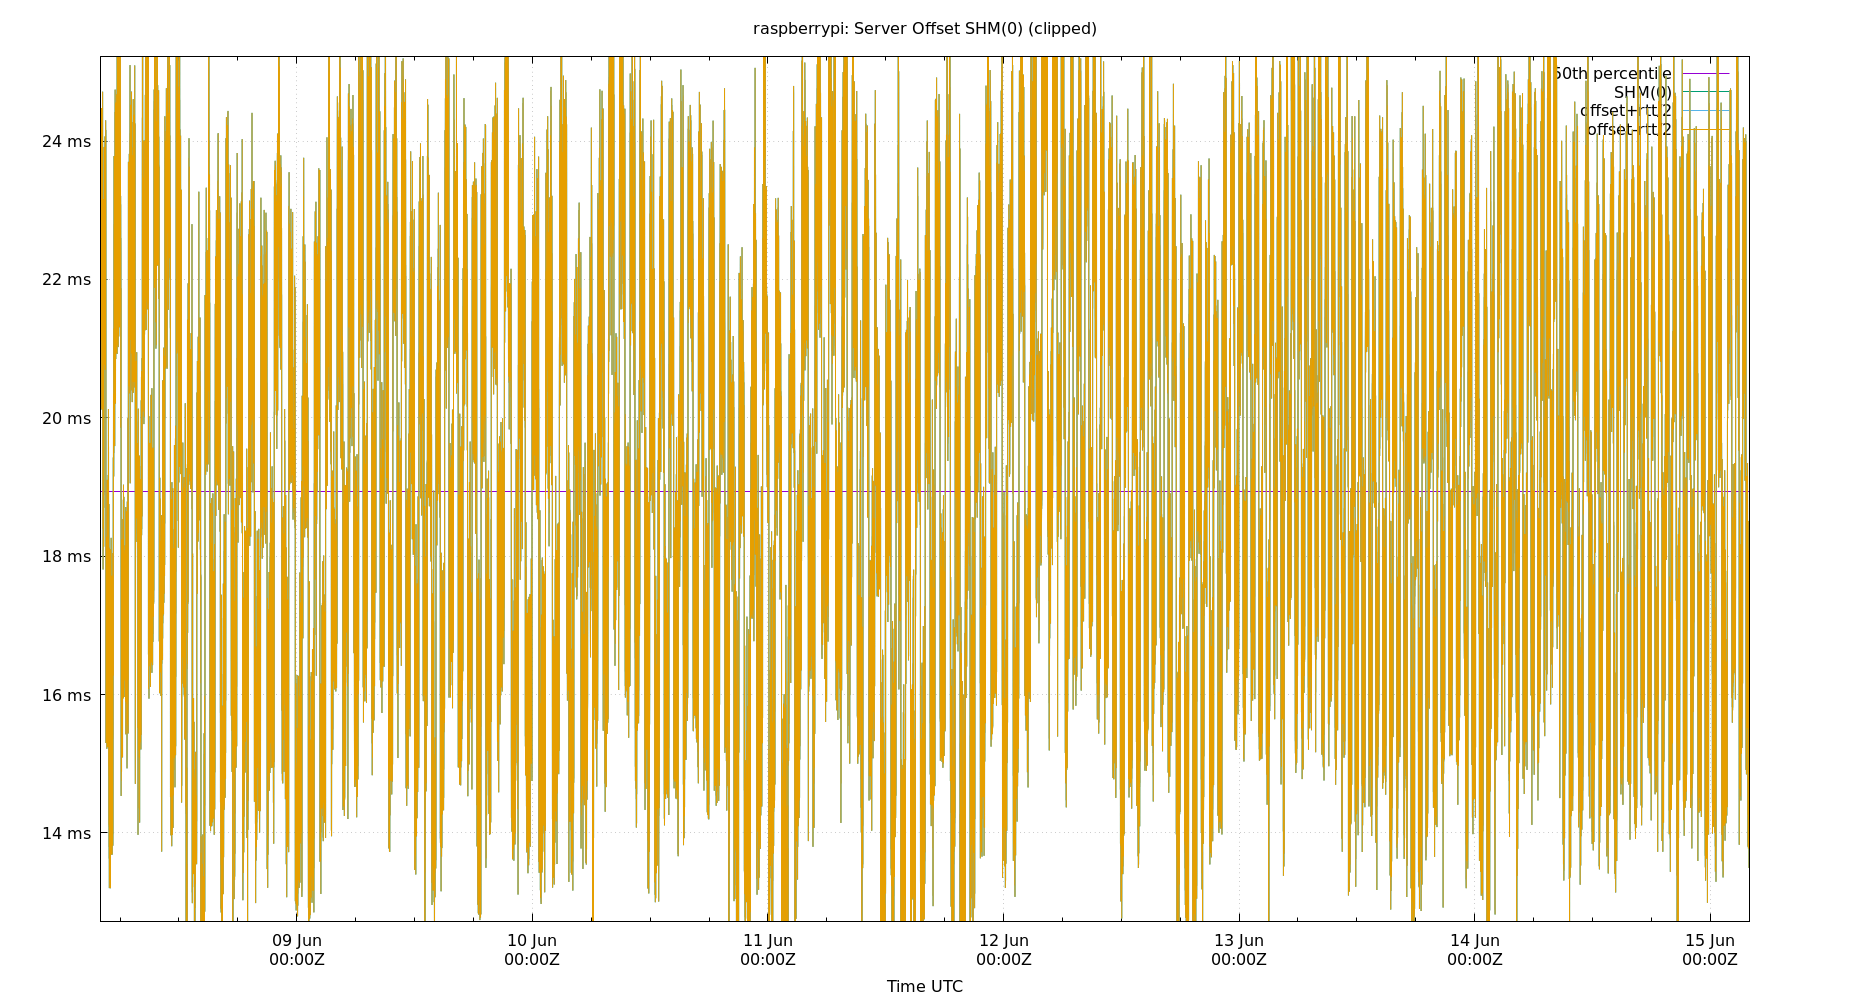 raspberrypi: Server Offset SHM(0) (clipped)
50th percentile
SHM(0)
offset+rtt/2
offset-rtt/2
24 ms
22 ms
20 ms
18 ms
16 ms
14 ms
09 Jun 10 Jun 11 Jun 12 Jun 13 Jun 14 Jun 15 Jun
00:00Z 00:00Z 00:00Z 00:00Z 00:00Z 00:00Z 00:00Z
Time UTC